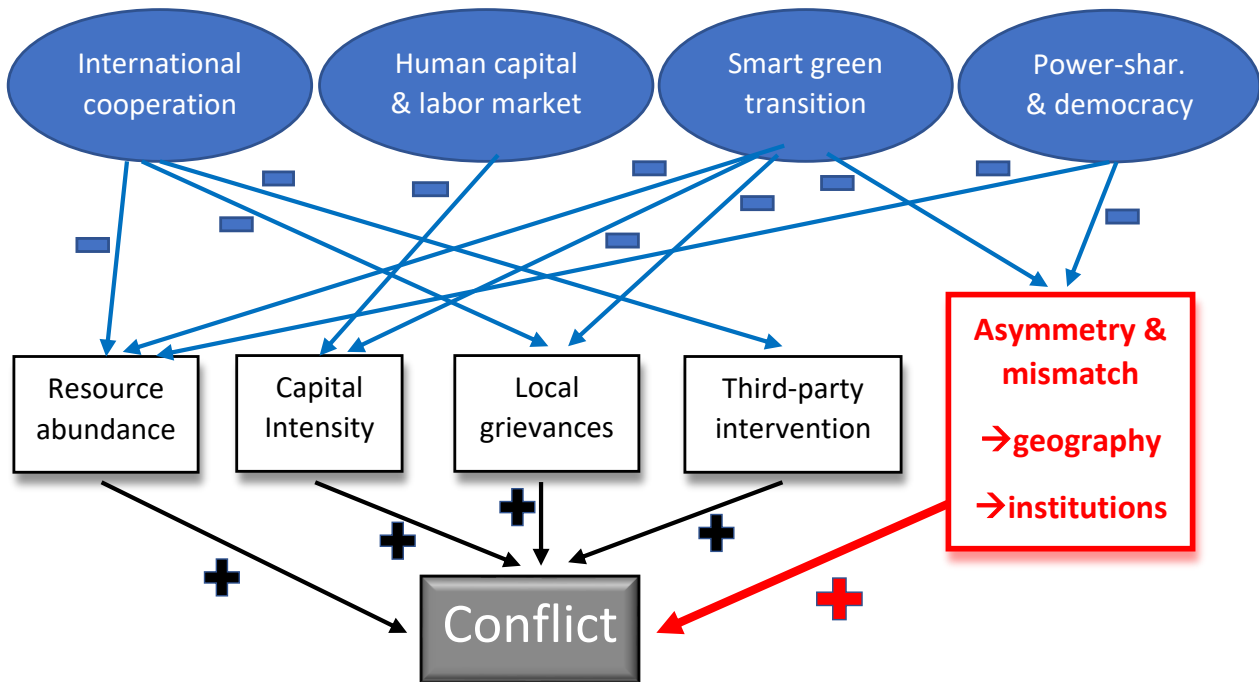 International
cooperation
Human capital
& labor market
Smart green
transition
Power-shar.
& democracy
Resource
abundance
Capital
Intensity
Local
grievances
Third-party
intervention
Asymmetry &
mismatch
→geography
→institutions
Conflict